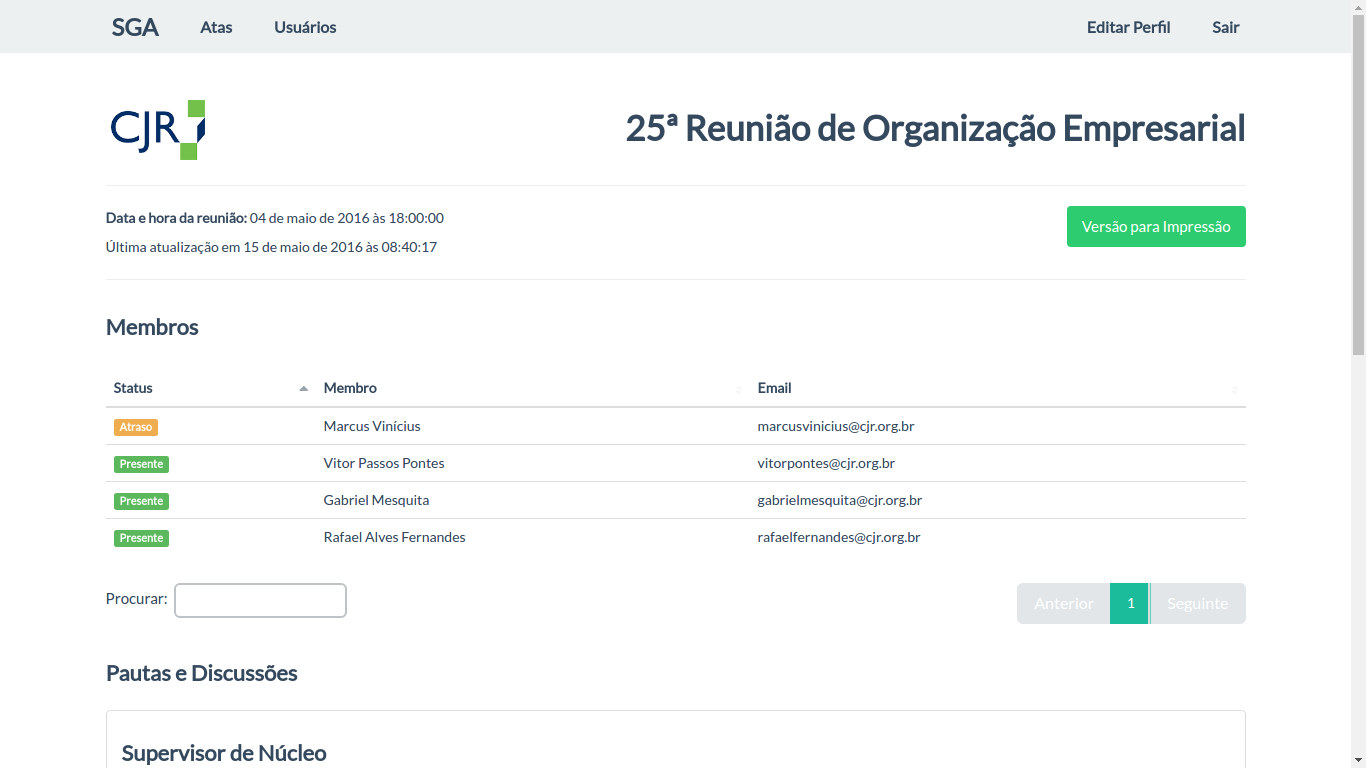 SGA Atas Usuários Editar Perfil Sair
CJR 25ª Reunião de Organização Empresarial
Data e hora da reunião: 04 de maio de 2016 às 18:00:00
Versão para Impressão
Última atualização em 15 de maio de 2016 às 08:40:17
Membros
Status Membro Email
Atraso Marcus Vinícius marcusvinicius@cjr.org.br
Presente Vitor Passos Pontes vitorpontes@cjr.org.br
Presente Gabriel Mesquita gabrielmesquita@cjr.org.br
Presente Rafael Alves Fernandes rafaelfernandes@cjr.org.br
Procurar: Anterior 1 Seguinte
Pautas e Discussões
Supervisor de Núcleo